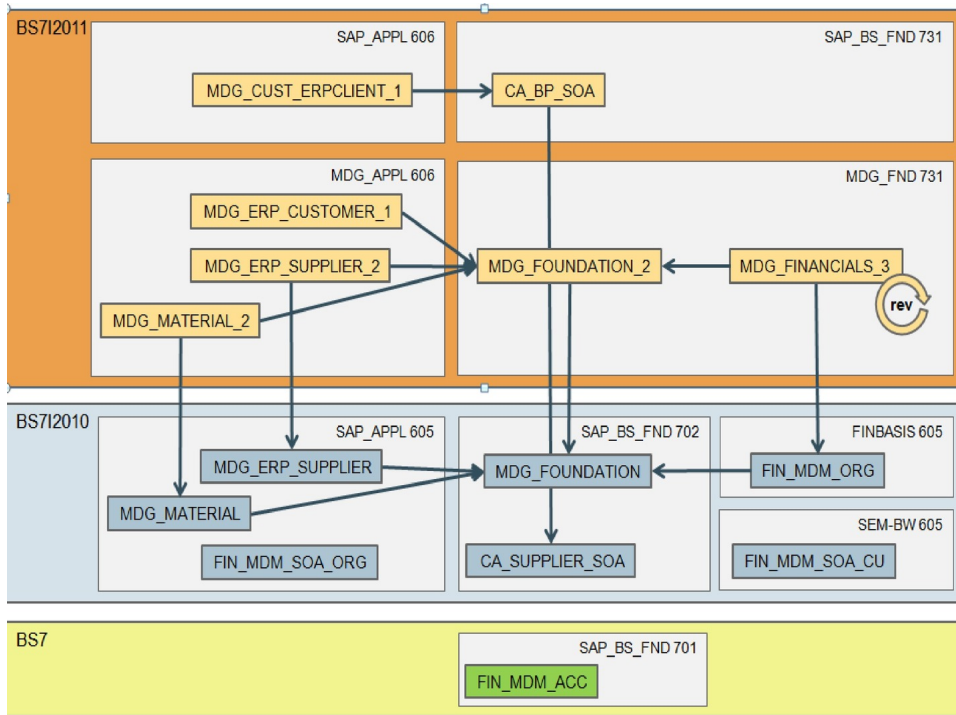 BS7I2011
SAP_APPL 606
SAP_BS_FND 731
MDG_CUST_ERPCLIENT_1
CA_BP_SOA
MDG_APPL 606
MDG_FND 731
MDG_ERP_CUSTOMER_1
MDG_ERP_SUPPLIER_2
MDG_FOUNDATION_2
MDG_FINANCIALS_3
rev
MDG_MATERIAL_2
BS7I2010
SAP_APPL 605
SAP_BS_FND 702
FINBASIS 605
MDG_ERP_SUPPLIER
MDG_FOUNDATION
FIN_MDM_ORG
MDG_MATERIAL
SEM-BW 605
FIN_MDM_SOA_ORG
CA_SUPPLIER_SOA
FIN_MDM_SOA_CU
BS7
SAP_BS_FND 701
FIN_MDM_ACC